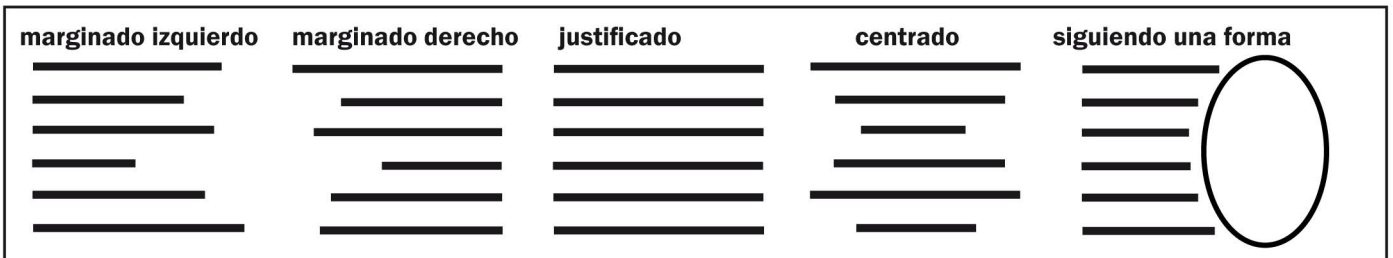 marginado izquierdo
marginado derecho
justificado
centrado
siguiendo una forma